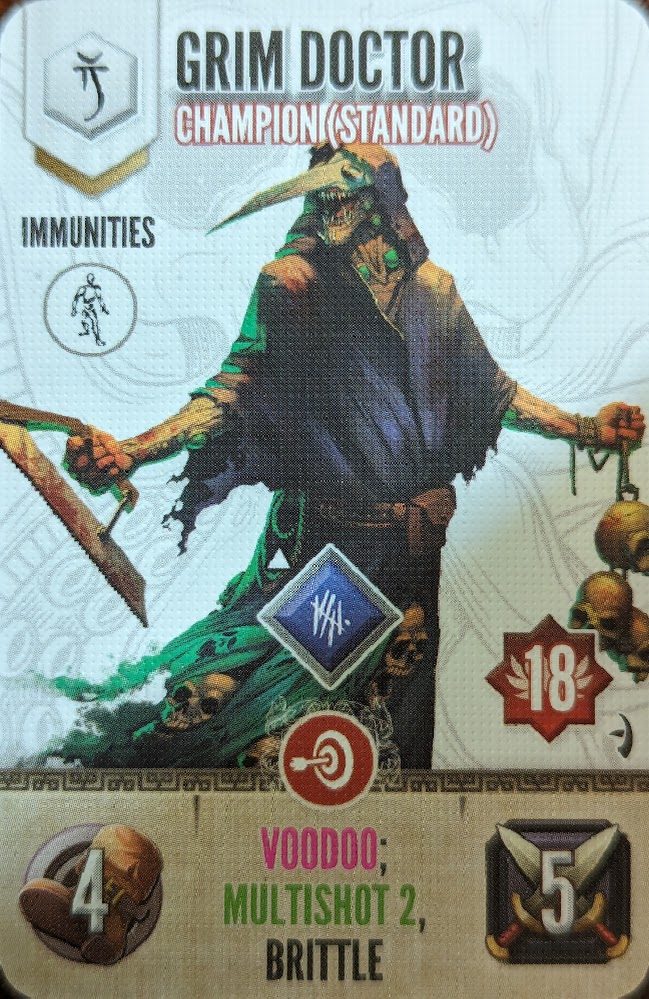 GRIM DOCTOR
CHAMPION (STANDARD)
IMMUNITIES
18
4
VOODOO;
MULTISHOT 2,
BRITTLE
5